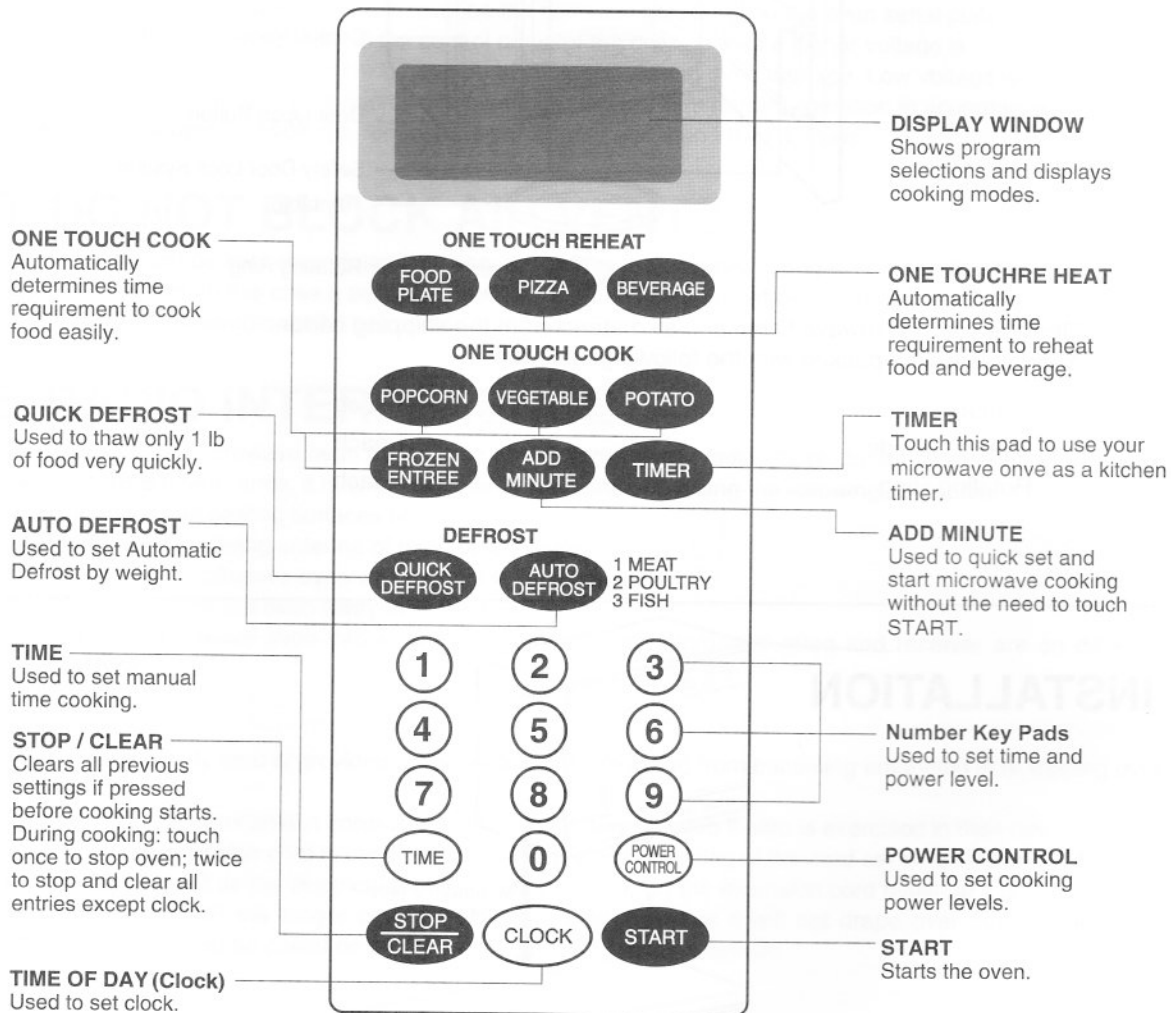 DISPLAY WINDOW
Shows program
selections and displays
cooking modes.
ONE TOUCH COOK
Automatically
determines time
requirement to cook
food easily.
ONE TOUCH REHEAT
FOOD
PLATE
PIZZA
BEVERAGE
ONE TOUCHRE HEAT
Automatically
determines time
requirement to reheat
food and beverage.
ONE TOUCH COOK
POPCORN
VEGETABLE
POTATO
QUICK DEFROST
Used to thaw only 1 lb
of food very quickly.
FROZEN
ENTREE
ADD
MINUTE
TIMER
TIMER
Touch this pad to use your
microwave onve as a kitchen
timer.
AUTO DEFROST
Used to set Automatic
Defrost by weight.
DEFROST
QUICK
DEFROST
AUTO
DEFROST
1 MEAT
2 POULTRY
3 FISH
ADD MINUTE
Used to quick set and
start microwave cooking
without the need to touch
START.
TIME
Used to set manual
time cooking.
1
2
3
4
5
6
7
8
9
TIME
0
POWER
CONTROL
Number Key Pads
Used to set time and
power level.
STOP / CLEAR
Clears all previous
settings if pressed
before cooking starts.
During cooking: touch
once to stop oven; twice
to stop and clear all
entries except clock.
POWER CONTROL
Used to set cooking
power levels.
STOP
CLEAR
CLOCK
START
START
Starts the oven.
TIME OF DAY (Clock)
Used to set clock.
INSTALLATION